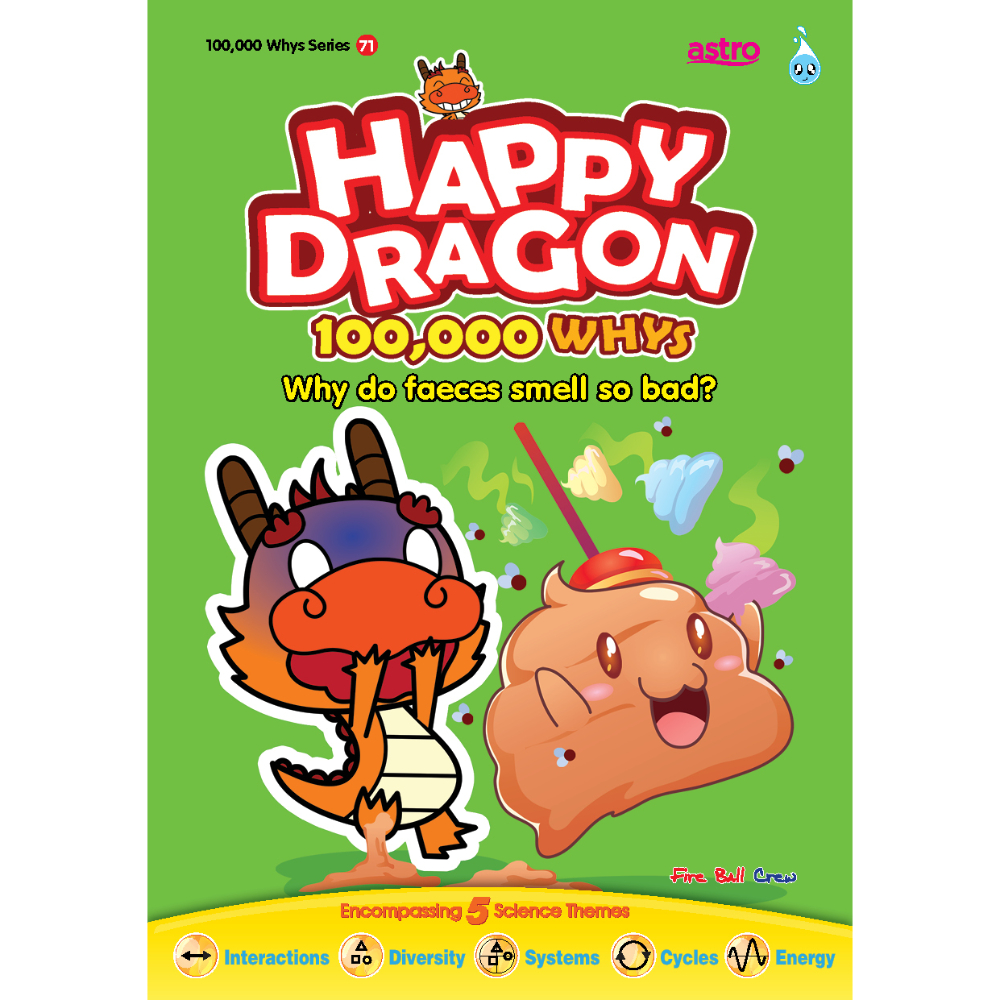 100,000 Whys Series 71
astro
HAPPY
DRAGON
100,000 WHYS
Why do faeces smell so bad?
Fire Ball Crew
Encompassing 5 Science Themes
Interactions Diversity Systems Cycles Energy